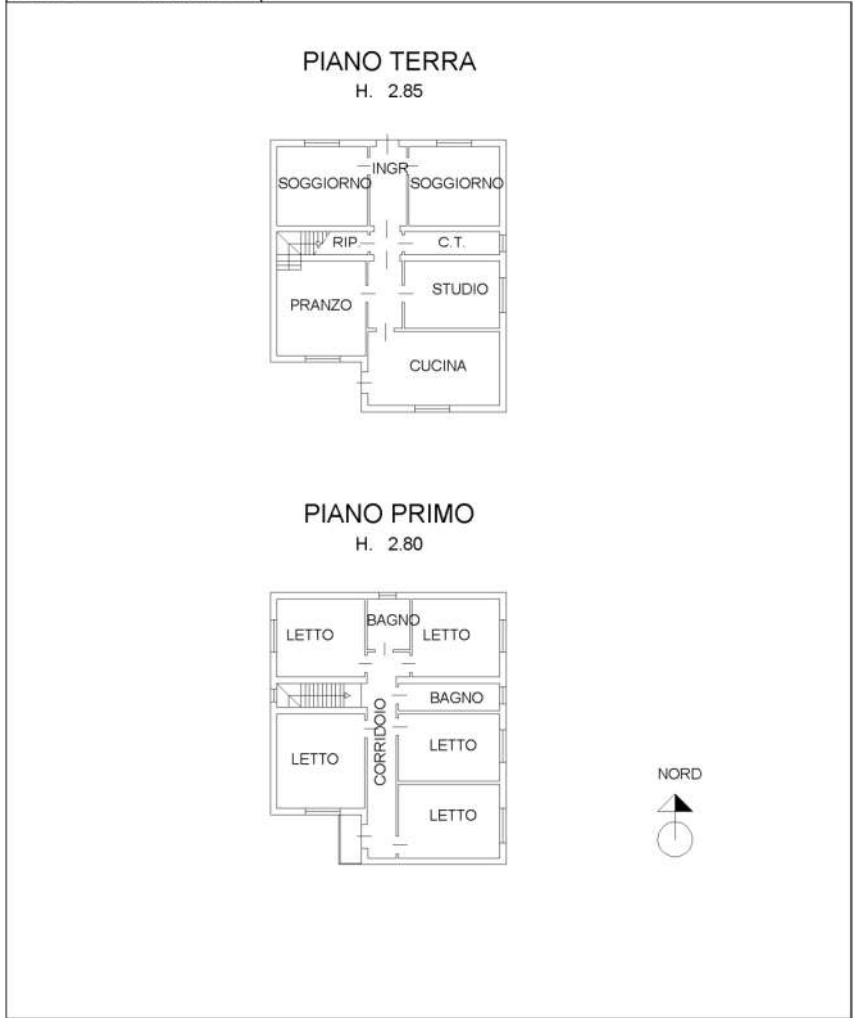 PIANO TERRA
H. 2.85
INGR
SOGGIORNO
SOGGIORNO
RIP.
C.T.
STUDIO
PRANZO
CUCINA
PIANO PRIMO
H. 2.80
BAGNO
LETTO
LETTO
BAGNO
CORRIDOIO
LETTO
LETTO
LETTO
NORD